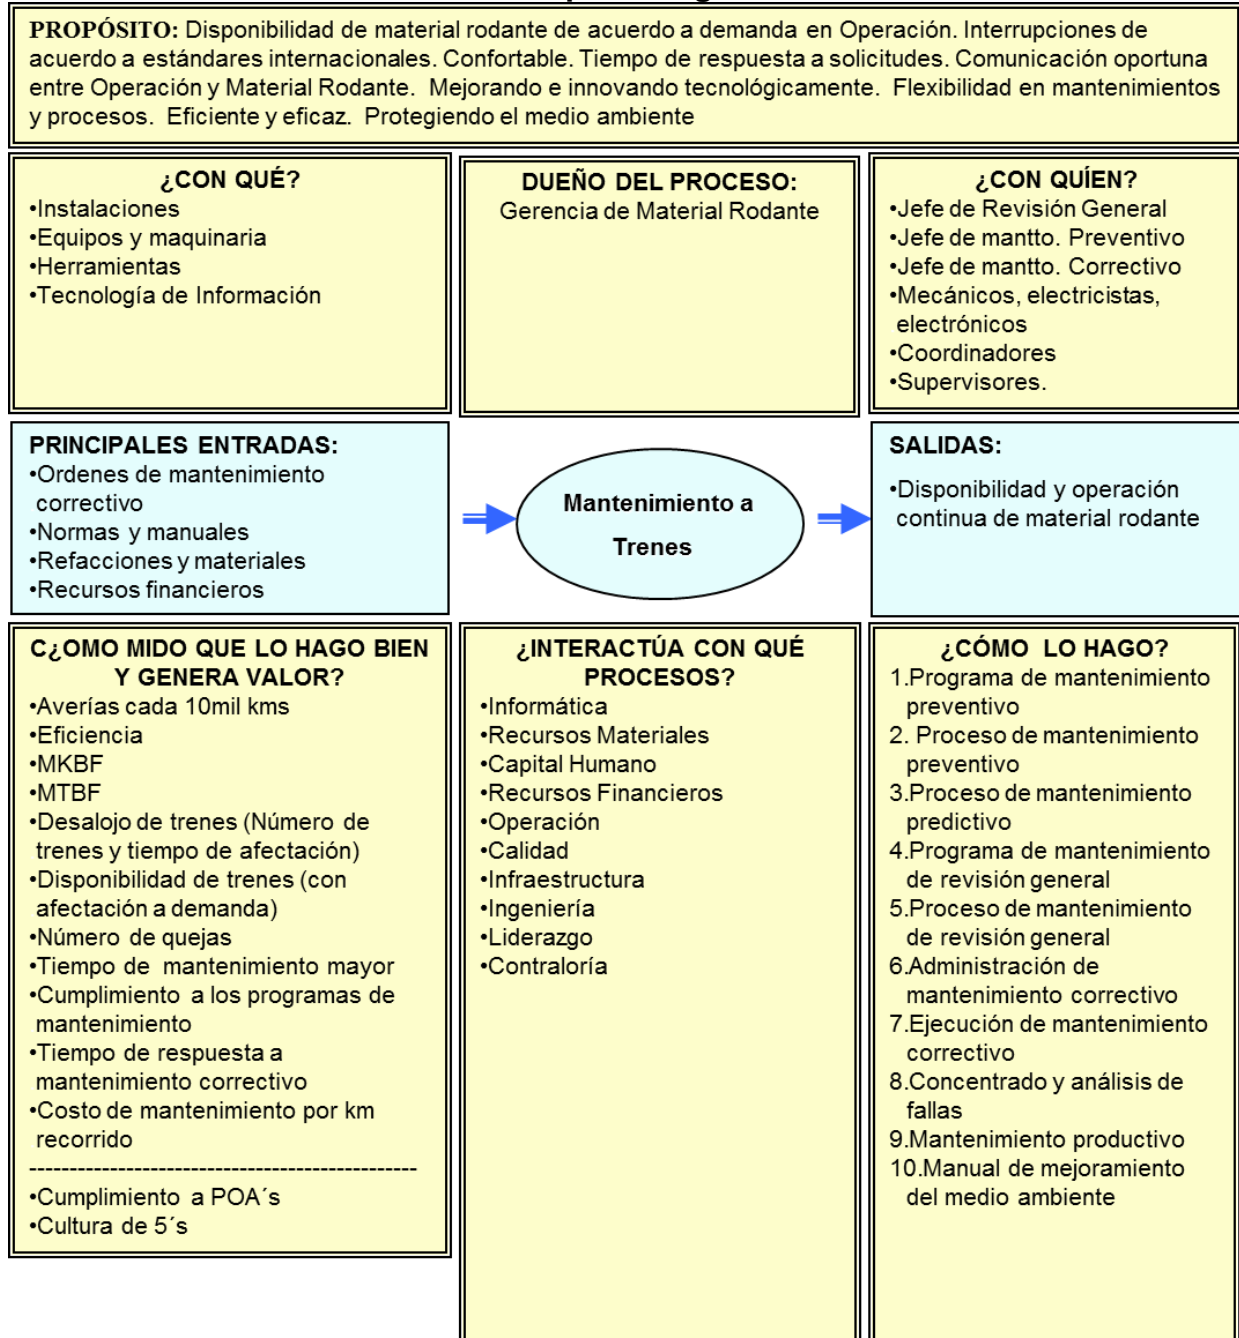 PROPÓSITO: Disponibilidad de material rodante de acuerdo a demanda en Operación. Interrupciones de
acuerdo a estándares internacionales. Confortable. Tiempo de respuesta a solicitudes. Comunicación oportuna
entre Operación y Material Rodante. Mejorando e innovando tecnológicamente. Flexibilidad en mantenimientos
y procesos. Eficiente y eficaz. Protegiendo el medio ambiente
¿CON QUÉ?
•Instalaciones
•Equipos y maquinaria
•Herramientas
•Tecnología de Información
DUEÑO DEL PROCESO:
Gerencia de Material Rodante
¿CON QUÍEN?
•Jefe de Revisión General
•Jefe de mantto. Preventivo
•Jefe de mantto. Correctivo
•Mecánicos, electricistas,
electrónicos
•Coordinadores
•Supervisores.
PRINCIPALES ENTRADAS:
•Ordenes de mantenimiento
correctivo
•Normas y manuales
•Refacciones y materiales
•Recursos financieros
Mantenimiento a
Trenes
SALIDAS:
•Disponibilidad y operación
continua de material rodante
C¿OMO MIDO QUE LO HAGO BIEN
Y GENERA VALOR?
•Averías cada 10mil kms
•Eficiencia
•MKBF
•MTBF
•Desalojo de trenes (Número de
trenes y tiempo de afectación)
•Disponibilidad de trenes (con
afectación a demanda)
•Número de quejas
•Tiempo de mantenimiento mayor
•Cumplimiento a los programas de
mantenimiento
•Tiempo de respuesta a
mantenimiento correctivo
•Costo de mantenimiento por km
recorrido
------------------------------------------------
•Cumplimiento a POA´s
•Cultura de 5´s
¿INTERACTÚA CON QUÉ
PROCESOS?
•Informática
•Recursos Materiales
•Capital Humano
•Recursos Financieros
•Operación
•Calidad
•Infraestructura
•Ingeniería
•Liderazgo
•Contraloría
¿CÓMO LO HAGO?
1.Programa de mantenimiento
preventivo
2. Proceso de mantenimiento
preventivo
3.Proceso de mantenimiento
predictivo
4.Programa de mantenimiento
de revisión general
5.Proceso de mantenimiento
de revisión general
6.Administración de
mantenimiento correctivo
7.Ejecución de mantenimiento
correctivo
8.Concentrado y análisis de
fallas
9.Mantenimiento productivo
10.Manual de mejoramiento
del medio ambiente